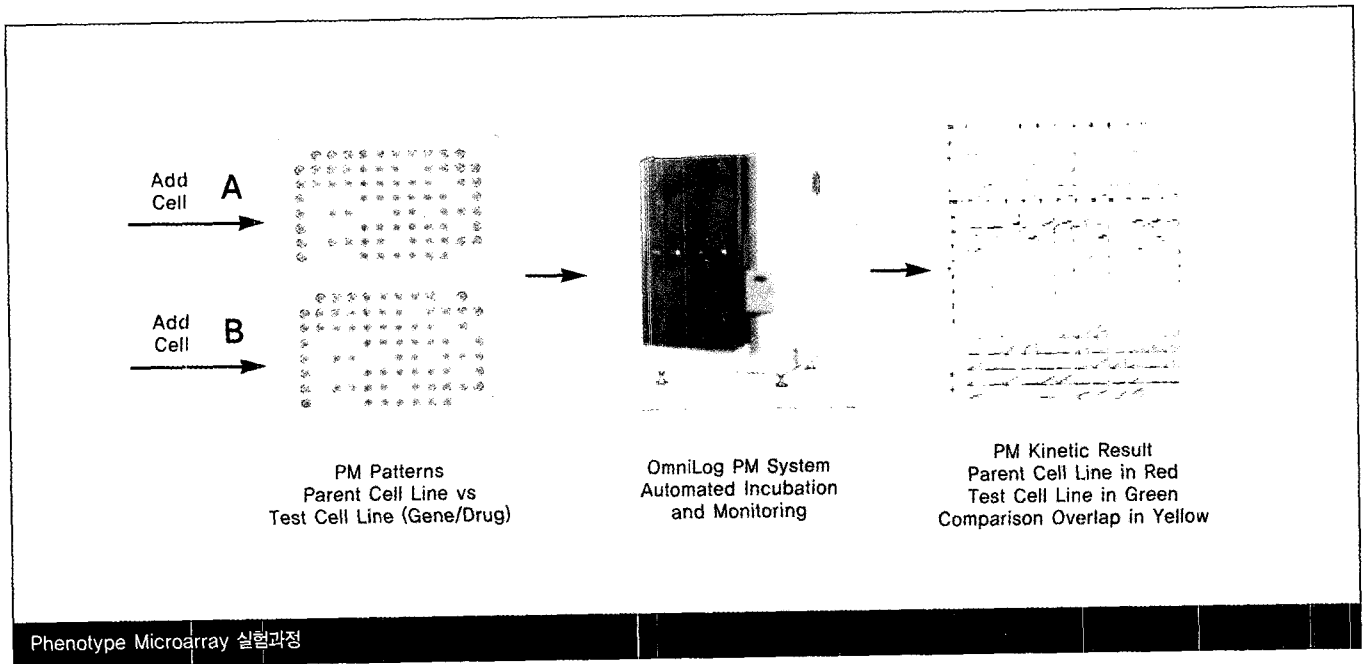 Add
Cell
A
Add
Cell
B
PM Patterns
Parent Cell Line vs
Test Cell Line (Gene/Drug)
OmniLog PM System
Automated Incubation
and Monitoring
PM Kinetic Result
Parent Cell Line in Red
Test Cell Line in Green
Comparison Overlap in Yellow
Phenotype Microarray 실험과정